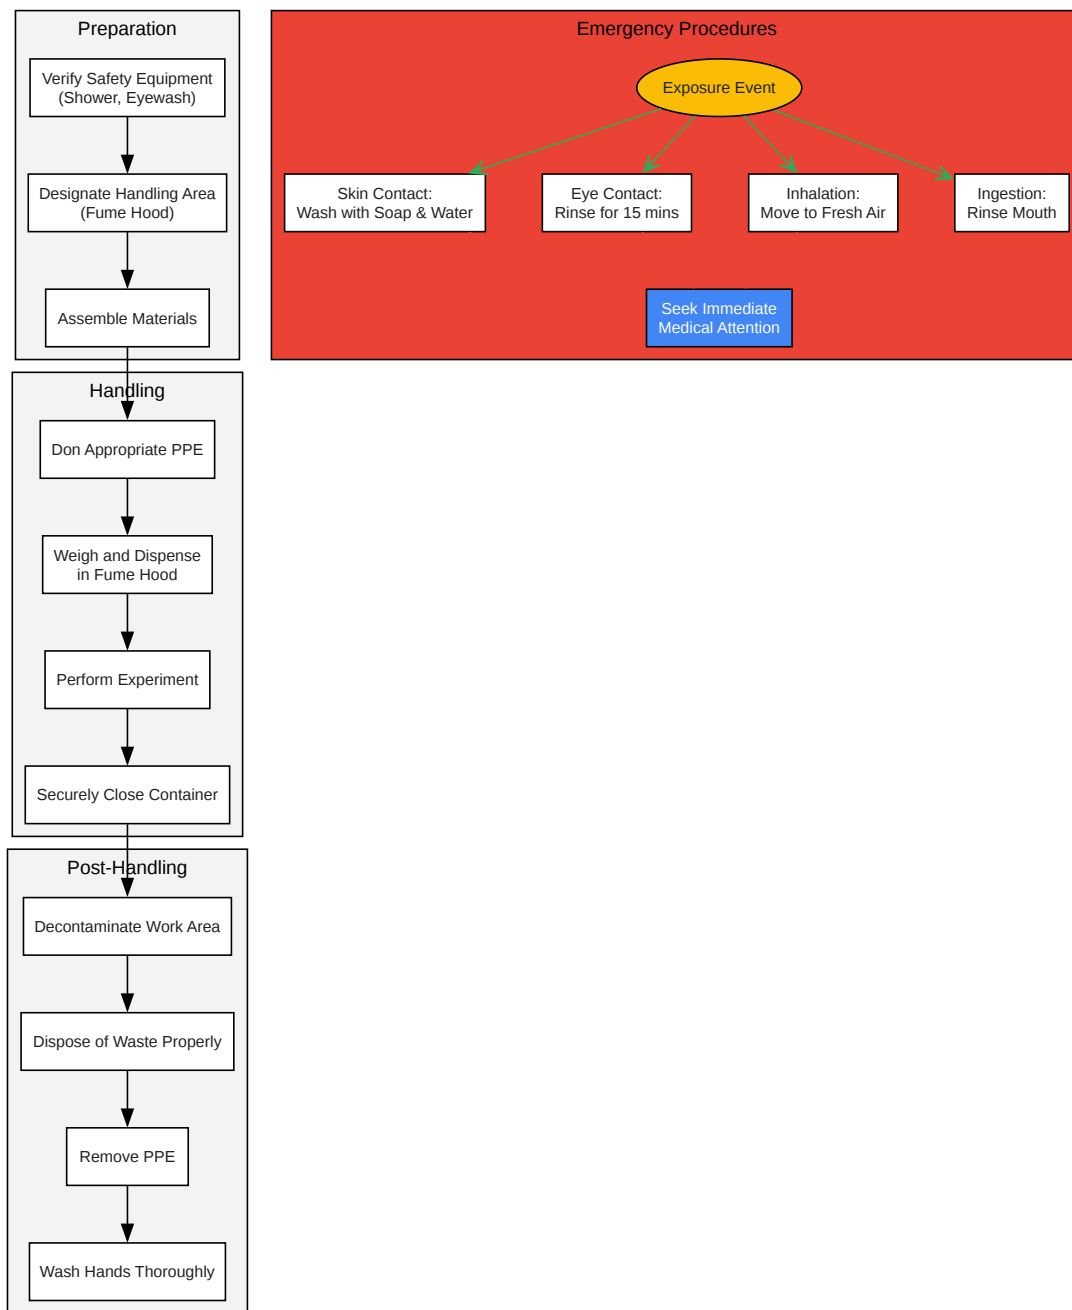 Preparation
Verify Safety Equipment
(Shower, Eyewash)
Designate Handling Area
(Fume Hood)
Assemble Materials
Handling
Don Appropriate PPE
Weigh and Dispense
in Fume Hood
Perform Experiment
Securely Close Container
Post-Handling
Decontaminate Work Area
Dispose of Waste Properly
Remove PPE
Wash Hands Thoroughly
Emergency Procedures
Exposure Event
Skin Contact:
Wash with Soap & Water
Eye Contact:
Rinse for 15 mins
Inhalation:
Move to Fresh Air
Ingestion:
Rinse Mouth
Seek Immediate
Medical Attention